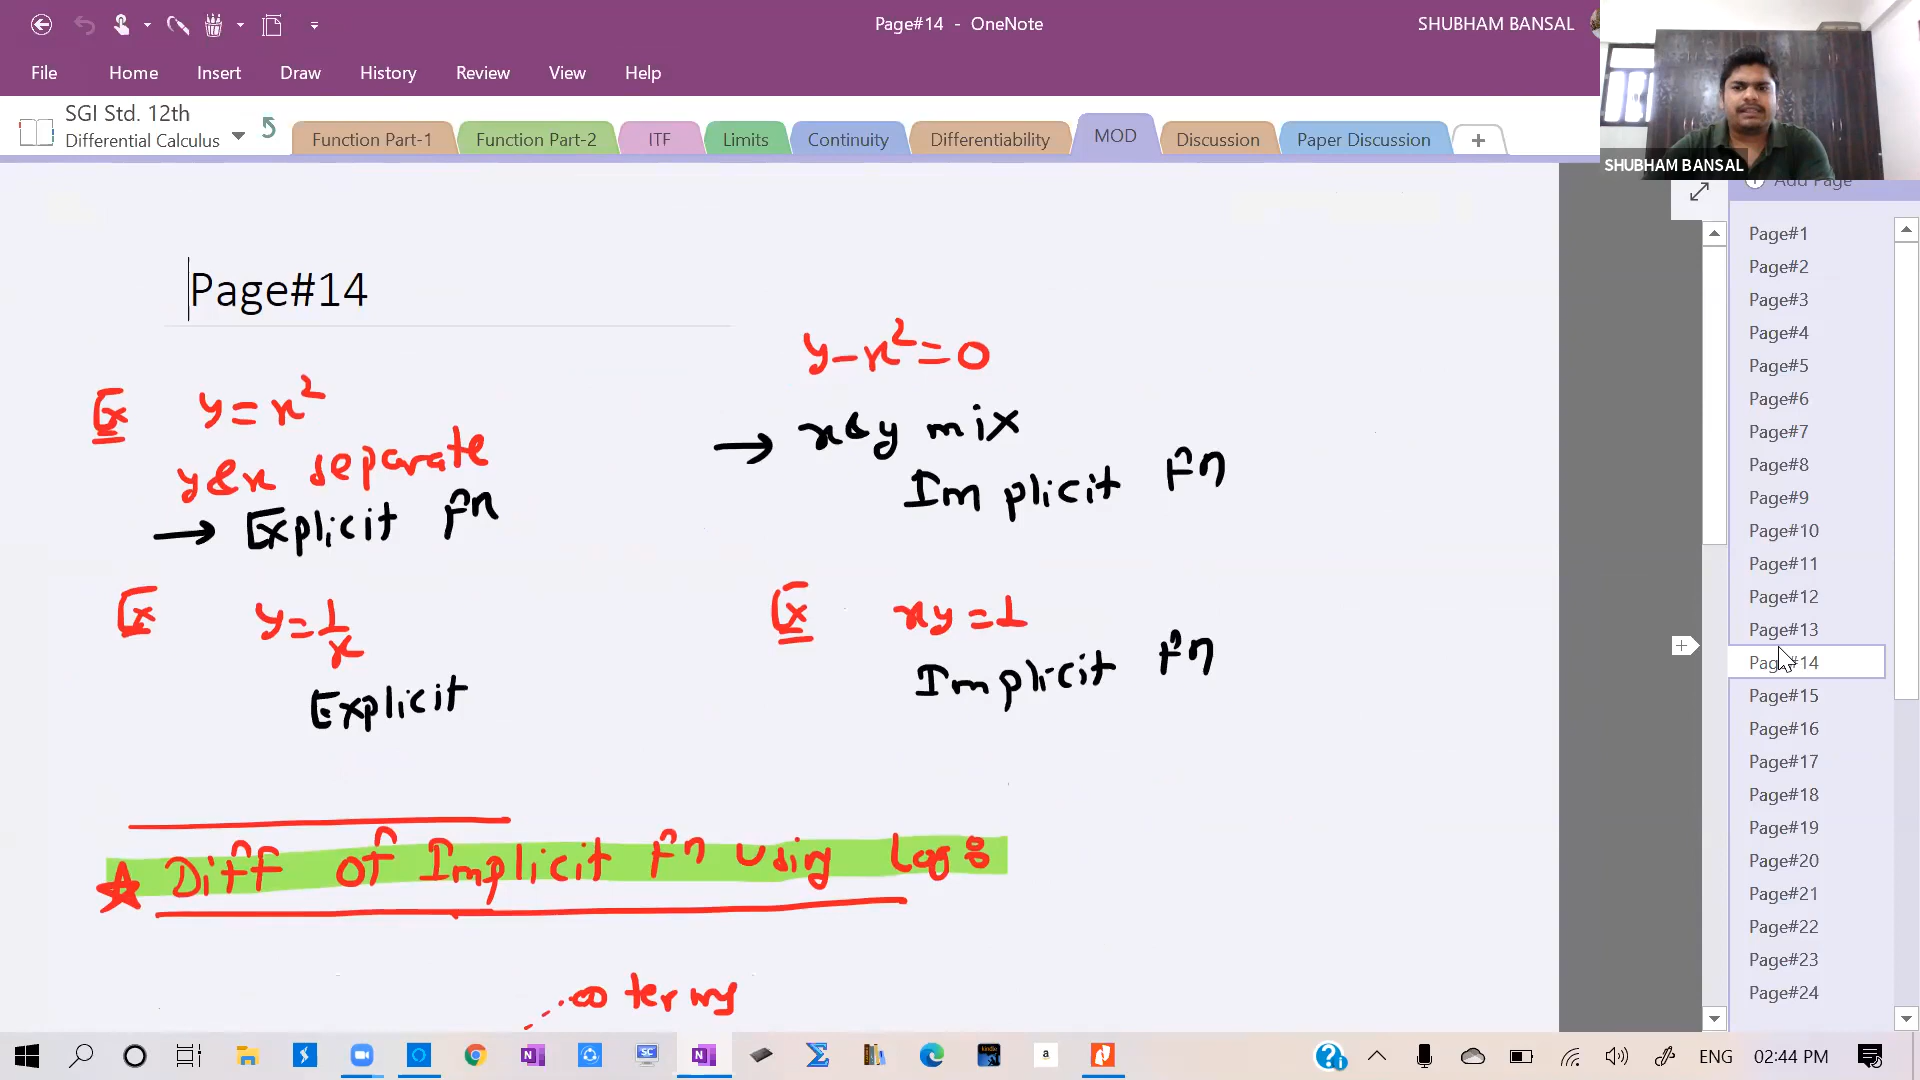 Page#14 - OneNote
SHUBHAM BANSAL
File Home Insert Draw History Review View Help
SGI Std. 12th
Differential Calculus
Function Part-1 Function Part-2 ITF Limits Continuity Differentiability MOD Discussion Paper Discussion +
SHUBHAM BANSAL
Add Page
Page#14
y-x²=0
Ex y=x²
x&y mix
y&x separate
Implicit Fn
Explicit Fn
Ex y=1/x
Explicit
Ex xy=1
Implicit Fn
Diff of Implicit Fn Using Log:
∞ terms
Page#1
Page#2
Page#3
Page#4
Page#5
Page#6
Page#7
Page#8
Page#9
Page#10
Page#11
Page#12
Page#13
Page#14
Page#15
Page#16
Page#17
Page#18
Page#19
Page#20
Page#21
Page#22
Page#23
Page#24
ENG 02:44 PM